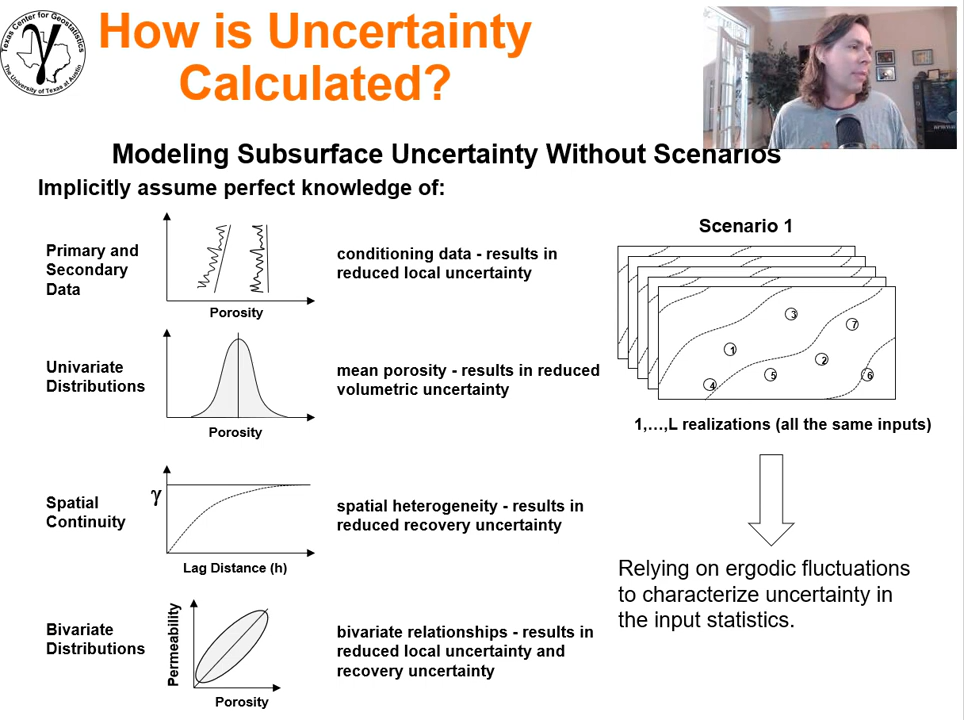 Texas Center for Geostatistics
The University of Texas at Austin
γ
How is Uncertainty
Calculated?
Modeling Subsurface Uncertainty Without Scenarios
Implicitly assume perfect knowledge of:
Primary and
Secondary
Data
Porosity
conditioning data - results in
reduced local uncertainty
Univariate
Distributions
Porosity
mean porosity - results in reduced
volumetric uncertainty
Spatial
Continuity
γ
Lag Distance (h)
spatial heterogeneity - results in
reduced recovery uncertainty
Bivariate
Distributions
Permeability
Porosity
bivariate relationships - results in
reduced local uncertainty and
recovery uncertainty
Scenario 1
3
7
1
2
5
6
4
1,...,L realizations (all the same inputs)
Relying on ergodic fluctuations
to characterize uncertainty in
the input statistics.